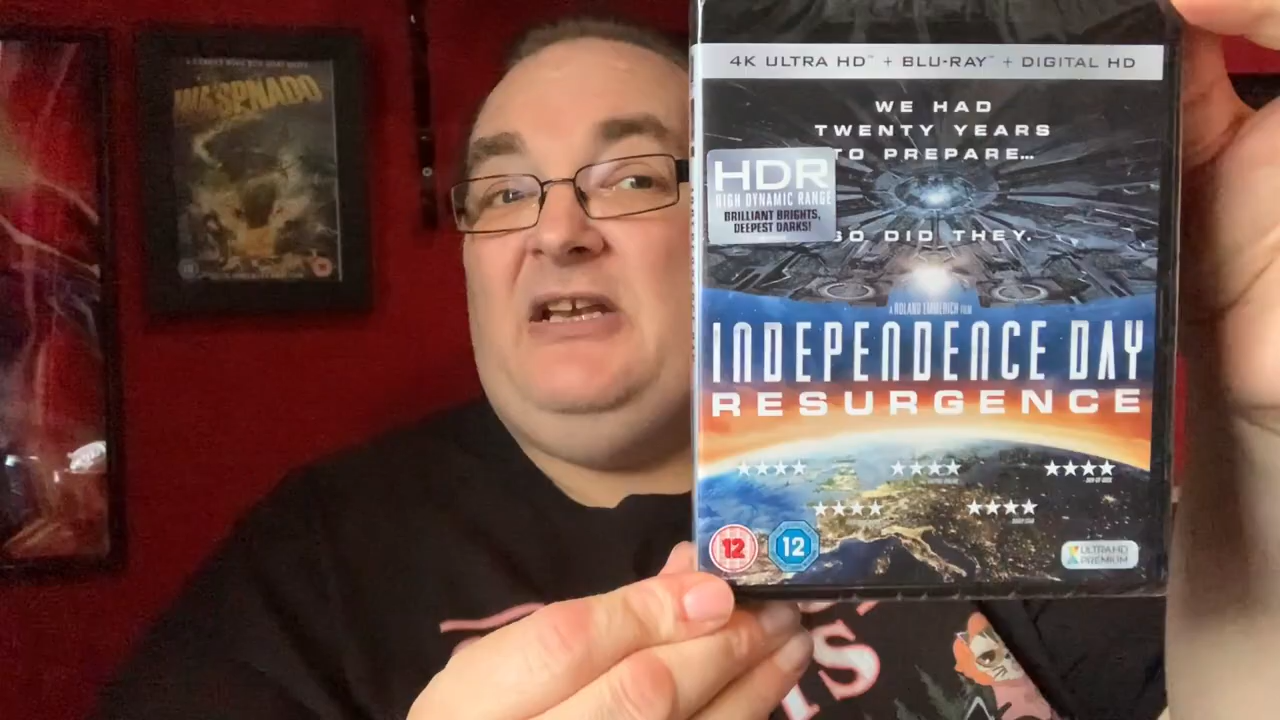 WASPNADO
4K ULTRA HD™ + BLU-RAY™ + DIGITAL HD
WE HAD
TWENTY YEARS
TO PREPARE...
HDR
HIGH DYNAMIC RANGE
BRILLIANT BRIGHTS,
DEEPEST DARKS!
SO DID THEY.
A ROLAND EMMERICH FILM
INDEPENDENCE DAY
RESURGENCE
12
12
ULTRA HD
PREMIUM